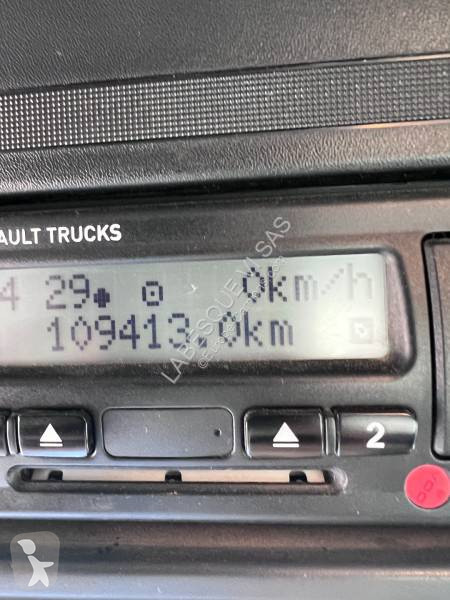 AULT TRUCKS
4 29 0km/h
109413.0km
2
LABESQUE V.I SAS